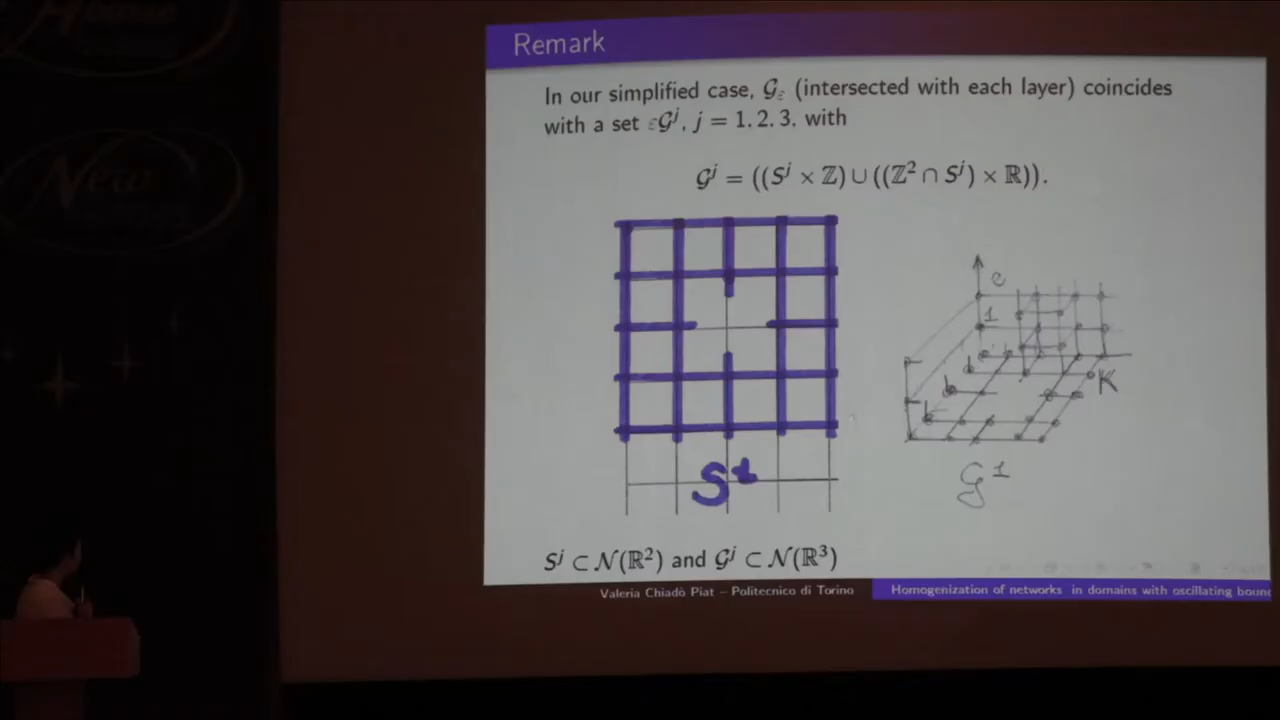 Remark
In our simplified case, 𝒢ε (intersected with each layer) coincides
with a set ε𝒢ʲ, j = 1, 2, 3, with
𝒢ʲ = ((Sʲ × ℤ) ∪ ((ℤ² ∩ Sʲ) × ℝ)).
e
1
K
𝒢¹
Sʲ ⊂ 𝒩(ℝ²) and 𝒢ʲ ⊂ 𝒩(ℝ³)
Valeria Chiadò Piat – Politecnico di Torino
Homogenization of networks in domains with oscillating boun